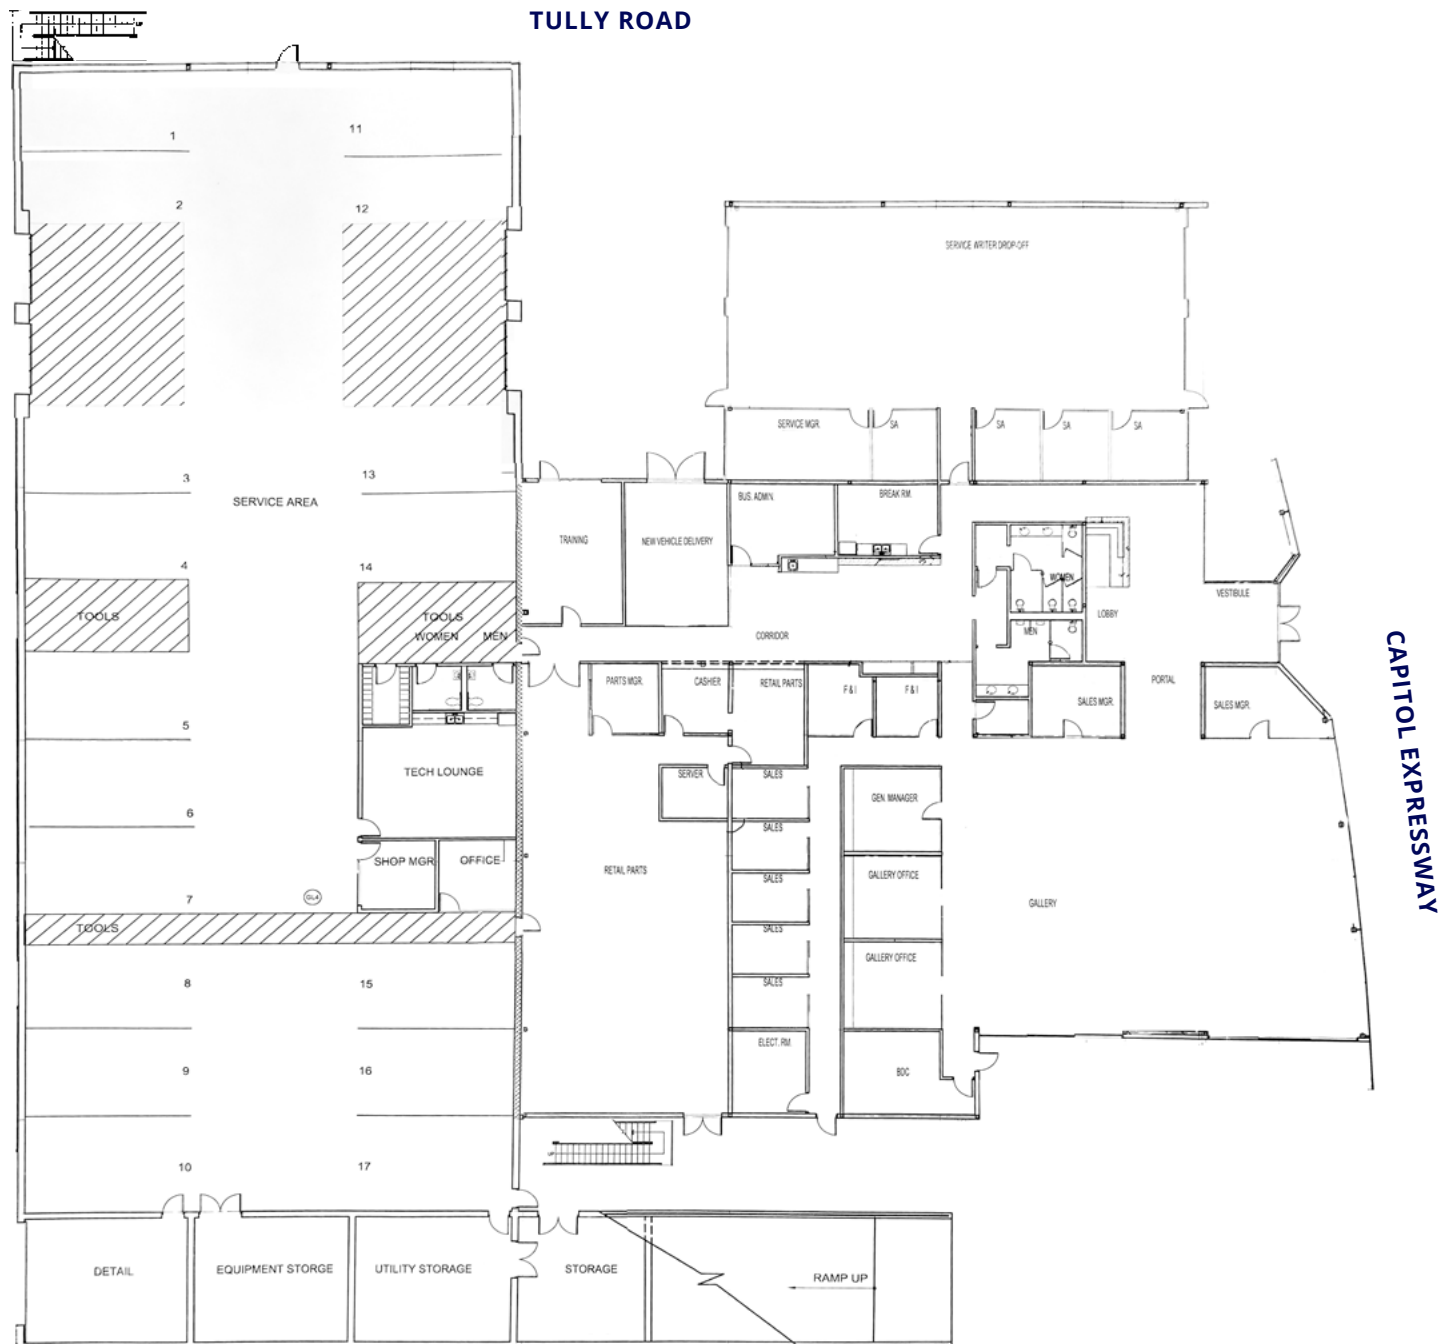 TULLY ROAD
1
11
2
12
SERVICE WRITER DROP-OFF
SERVICE MGR.
SA
SA
SA
SA
3
13
SERVICE AREA
BUS. ADMIN.
BREAK RM.
TRAINING
NEW VEHICLE DELIVERY
4
14
WOMEN
VESTIBULE
TOOLS
TOOLS
LOBBY
WOMEN
MEN
CORRIDOR
MEN
CAPITOL EXPRESSWAY
PARTS MGR.
CASHIER
RETAIL PARTS
F & I
F & I
PORTAL
SALES MGR.
SALES MGR.
5
TECH LOUNGE
SERVER
SALES
GEN. MANAGER
6
SALES
SHOP MGR
OFFICE
RETAIL PARTS
SALES
GALLERY OFFICE
7
GL4
GALLERY
TOOLS
SALES
GALLERY OFFICE
8
15
SALES
ELECT. RM.
9
16
BDC
UP
10
17
DETAIL
EQUIPMENT STORGE
UTILITY STORAGE
STORAGE
RAMP UP